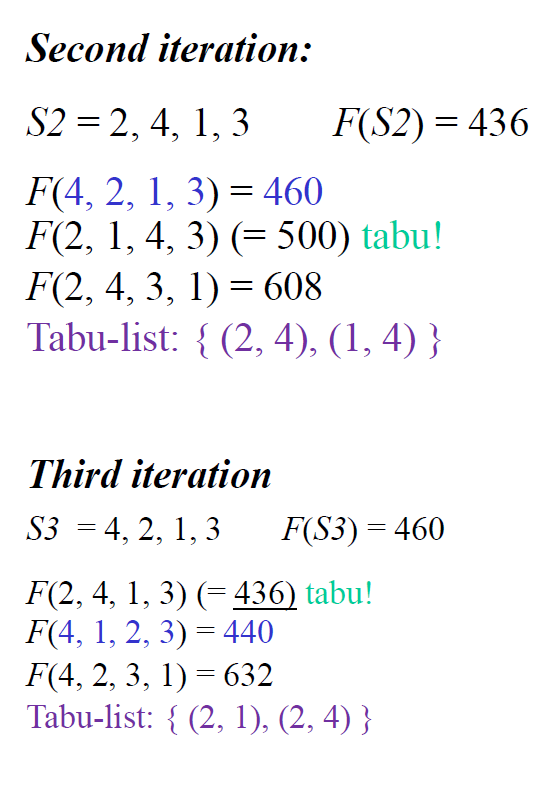 Second iteration:
S2 = 2, 4, 1, 3 F(S2) = 436
F(4, 2, 1, 3) = 460
F(2, 1, 4, 3) (= 500) tabu!
F(2, 4, 3, 1) = 608
Tabu-list: { (2, 4), (1, 4) }
Third iteration
S3 = 4, 2, 1, 3 F(S3) = 460
F(2, 4, 1, 3) (= 436) tabu!
F(4, 1, 2, 3) = 440
F(4, 2, 3, 1) = 632
Tabu-list: { (2, 1), (2, 4) }